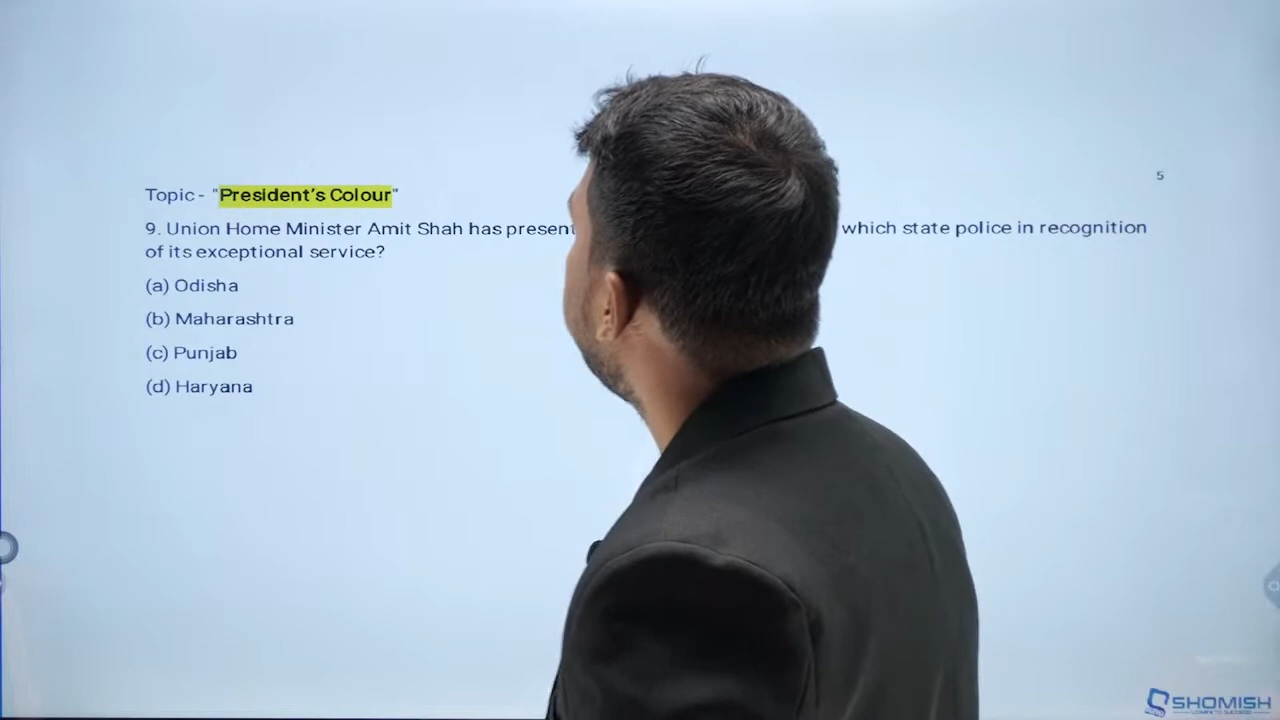 5
Topic - "President's Colour"
9. Union Home Minister Amit Shah has present which state police in recognition
of its exceptional service?
(a) Odisha
(b) Maharashtra
(c) Punjab
(d) Haryana
SHOMISH